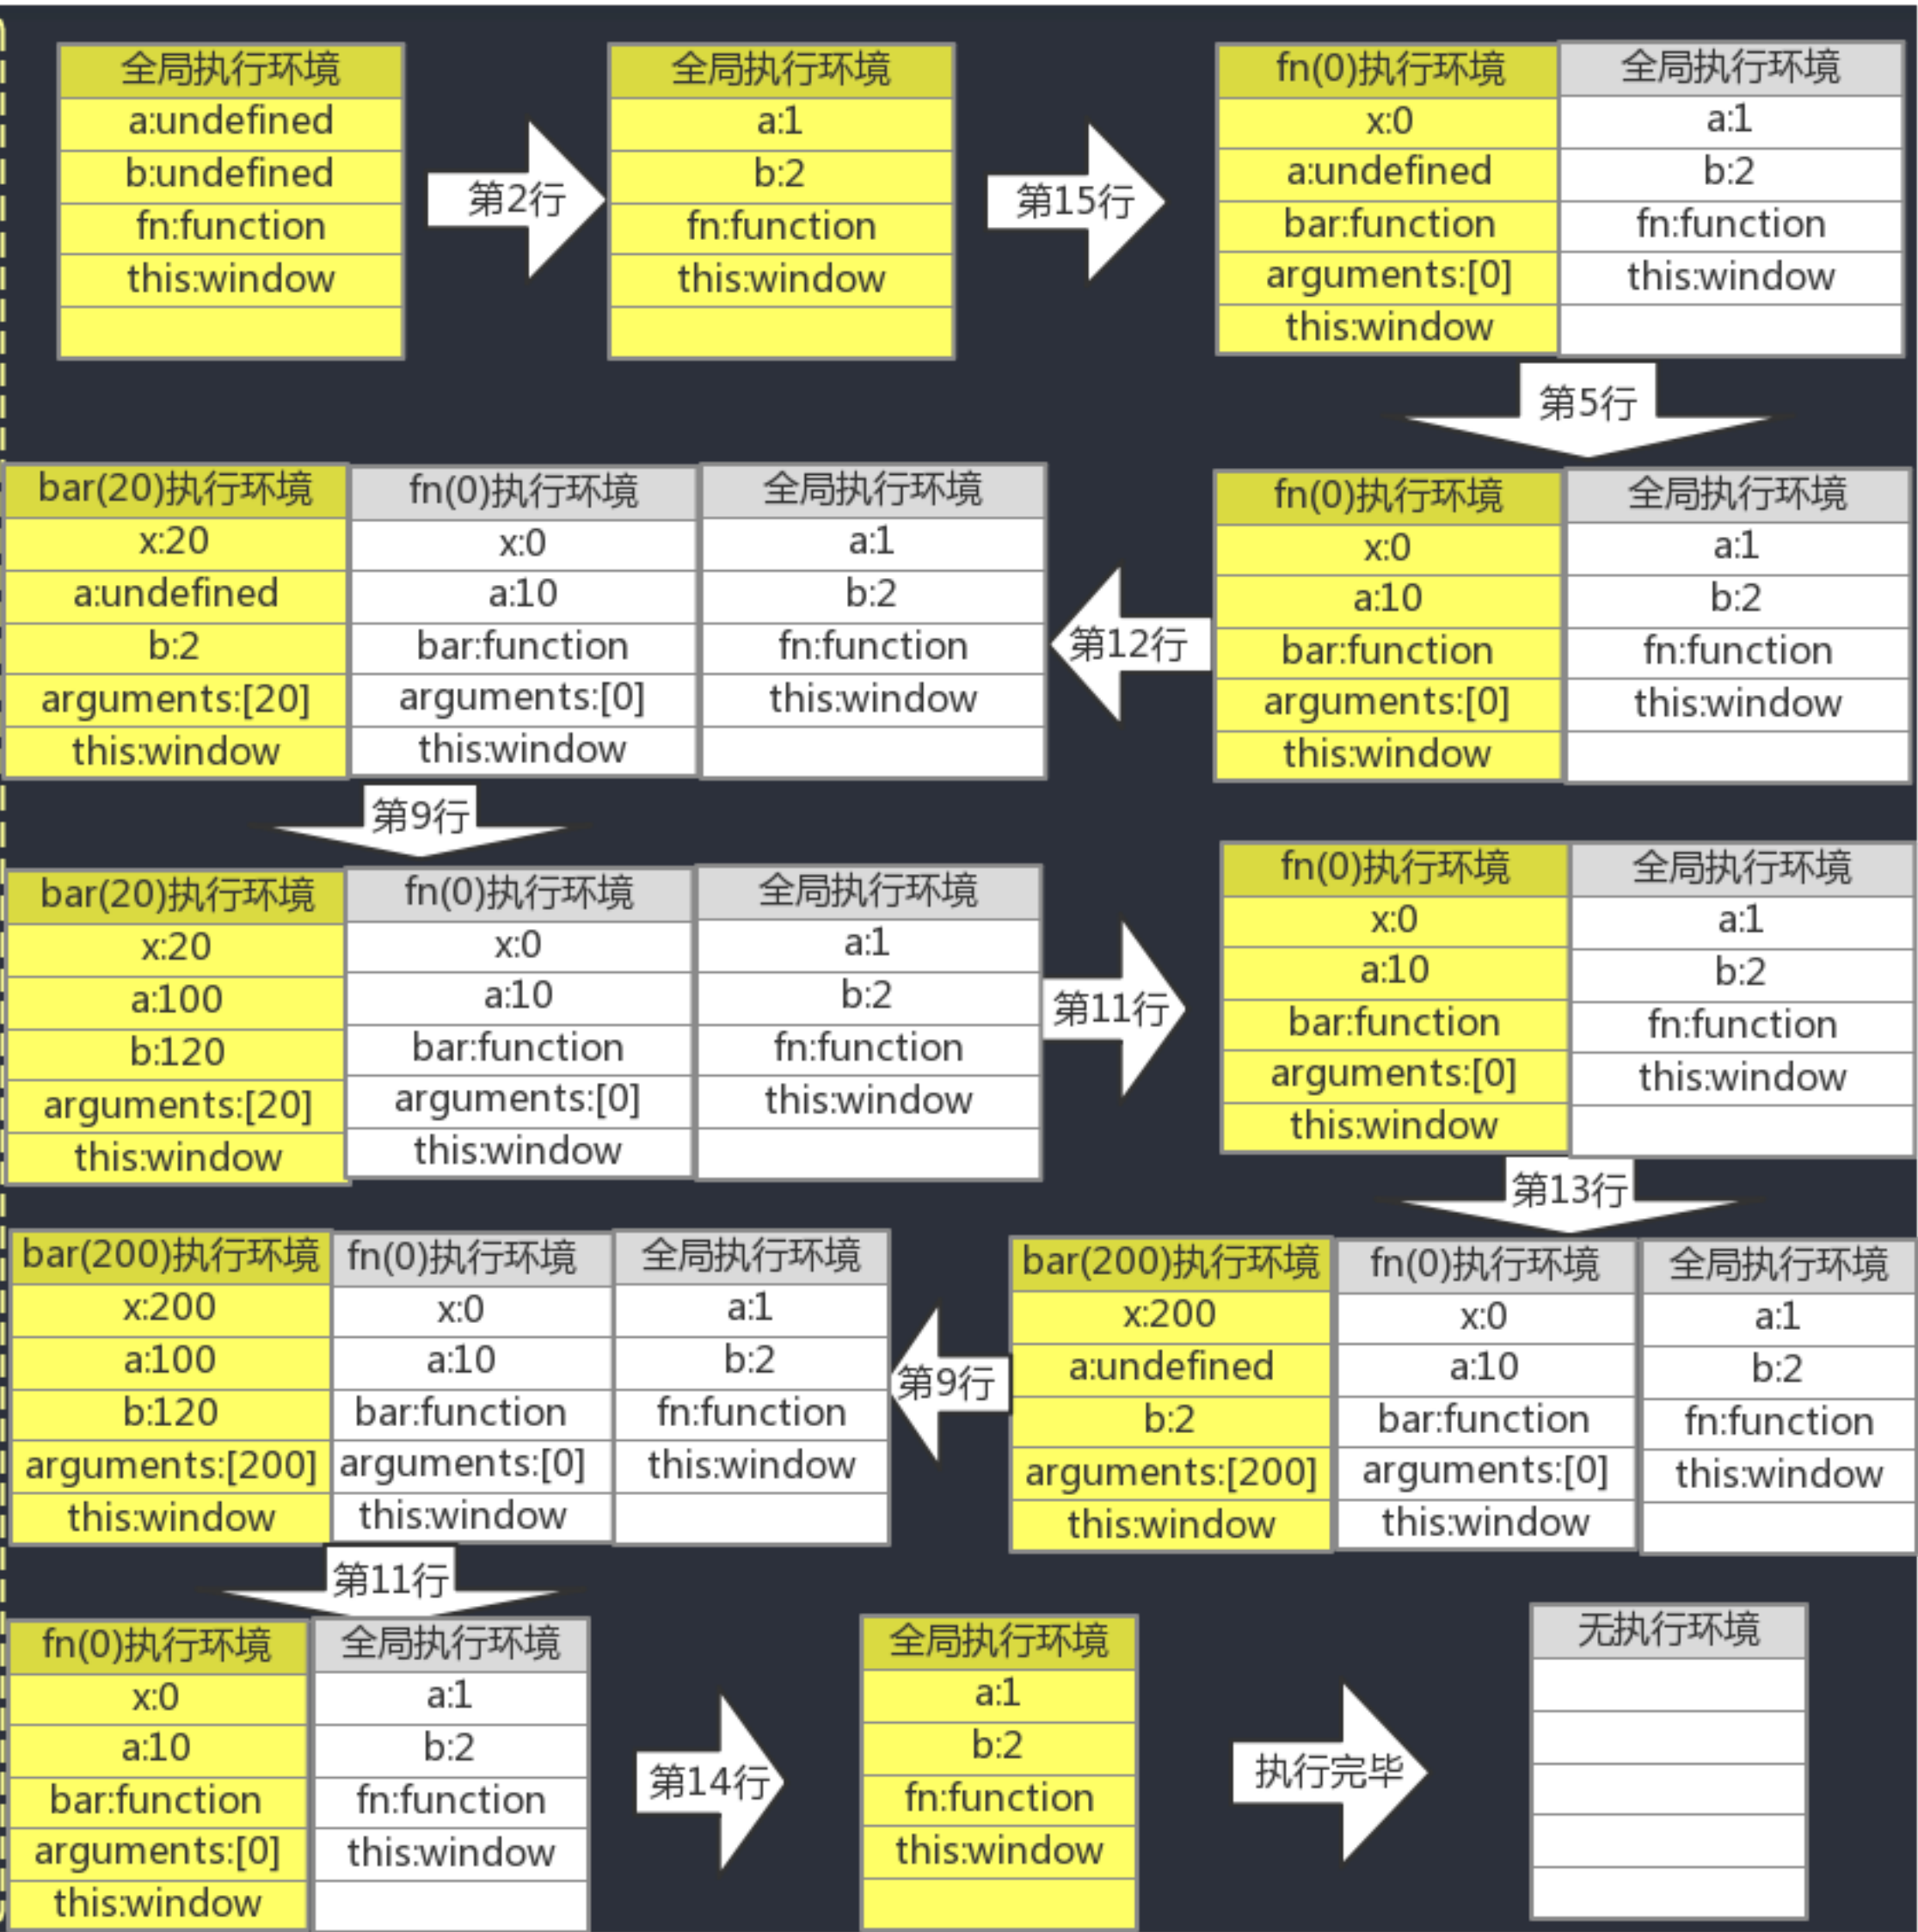 全局执行环境
a:undefined
b:undefined
fn:function
this:window
第2行
全局执行环境
a:1
b:2
fn:function
this:window
第15行
fn(0)执行环境
x:0
a:undefined
bar:function
arguments:[0]
this:window
全局执行环境
a:1
b:2
fn:function
this:window
第5行
fn(0)执行环境
x:0
a:10
bar:function
arguments:[0]
this:window
全局执行环境
a:1
b:2
fn:function
this:window
第12行
bar(20)执行环境
x:20
a:undefined
b:2
arguments:[20]
this:window
fn(0)执行环境
x:0
a:10
bar:function
arguments:[0]
this:window
全局执行环境
a:1
b:2
fn:function
this:window
第9行
bar(20)执行环境
x:20
a:100
b:120
arguments:[20]
this:window
fn(0)执行环境
x:0
a:10
bar:function
arguments:[0]
this:window
全局执行环境
a:1
b:2
fn:function
this:window
第11行
fn(0)执行环境
x:0
a:10
bar:function
arguments:[0]
this:window
全局执行环境
a:1
b:2
fn:function
this:window
第13行
bar(200)执行环境
x:200
a:undefined
b:2
arguments:[200]
this:window
fn(0)执行环境
x:0
a:10
bar:function
arguments:[0]
this:window
全局执行环境
a:1
b:2
fn:function
this:window
第9行
bar(200)执行环境
x:200
a:100
b:120
arguments:[200]
this:window
fn(0)执行环境
x:0
a:10
bar:function
arguments:[0]
this:window
全局执行环境
a:1
b:2
fn:function
this:window
第11行
fn(0)执行环境
x:0
a:10
bar:function
arguments:[0]
this:window
全局执行环境
a:1
b:2
fn:function
this:window
第14行
全局执行环境
a:1
b:2
fn:function
this:window
执行完毕
无执行环境